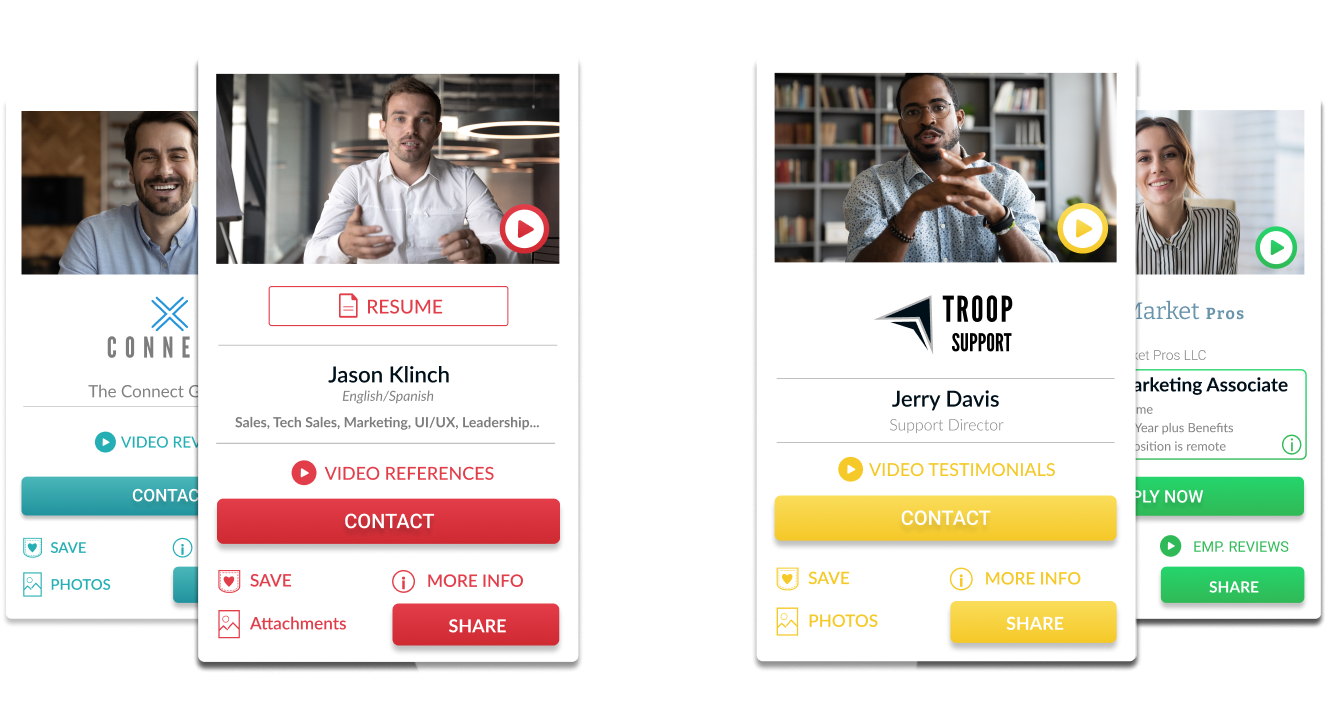 CONNE
The Connect G
VIDEO REV
CONTAC
SAVE
PHOTOS
RESUME
Jason Klinch
English/Spanish
Sales, Tech Sales, Marketing, UI/UX, Leadership...
VIDEO REFERENCES
CONTACT
SAVE
MORE INFO
Attachments
SHARE
TROOP
SUPPORT
Jerry Davis
Support Director
VIDEO TESTIMONIALS
CONTACT
SAVE
MORE INFO
PHOTOS
SHARE
Market Pros
ket Pros LLC
arketing Associate
me
Year plus Benefits
osition is remote
PLY NOW
EMP. REVIEWS
SHARE